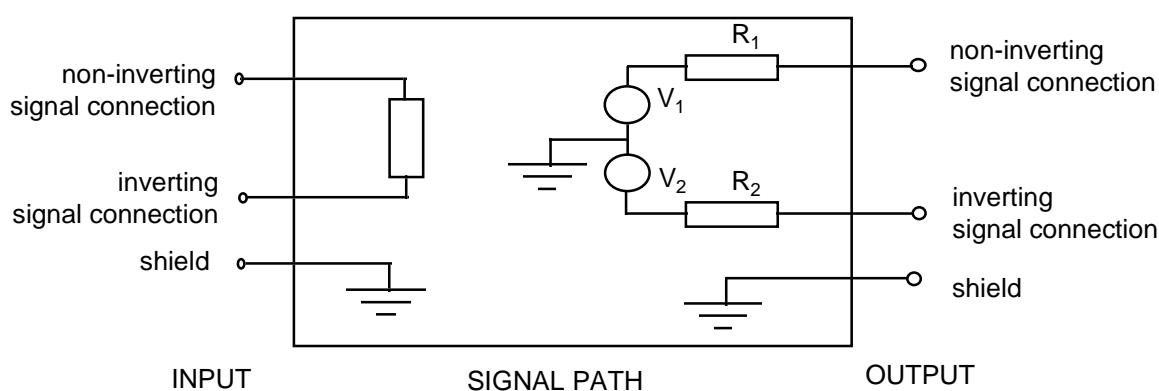 non-inverting
signal connection
inverting
signal connection
shield
R1
V1
V2
R2
non-inverting
signal connection
inverting
signal connection
shield
INPUT
SIGNAL PATH
OUTPUT